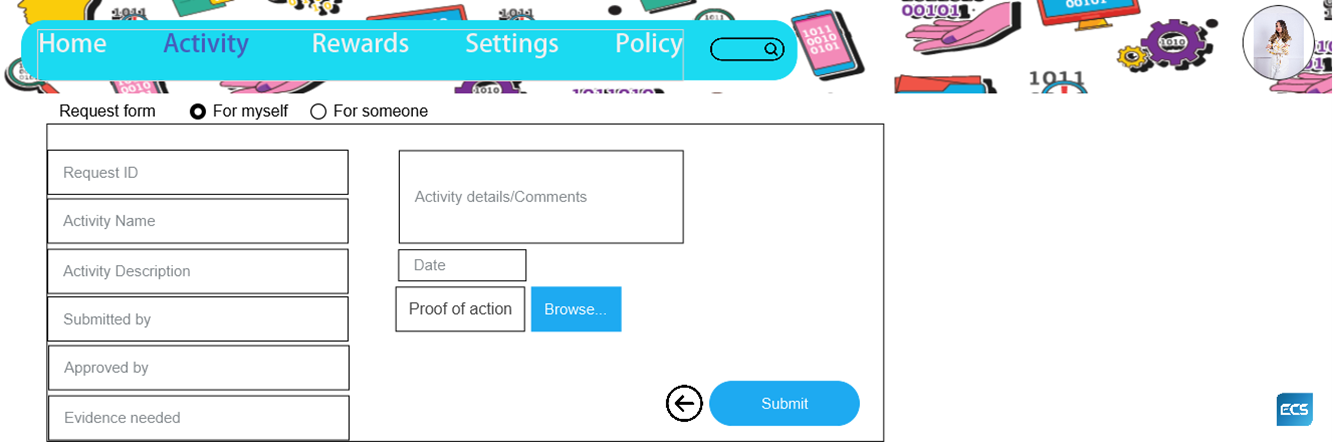 Home Activity Rewards Settings Policy
Request form For myself For someone
Request ID
Activity Name
Activity Description
Submitted by
Approved by
Evidence needed
Activity details/Comments
Date
Proof of action Browse...
Submit
ECS